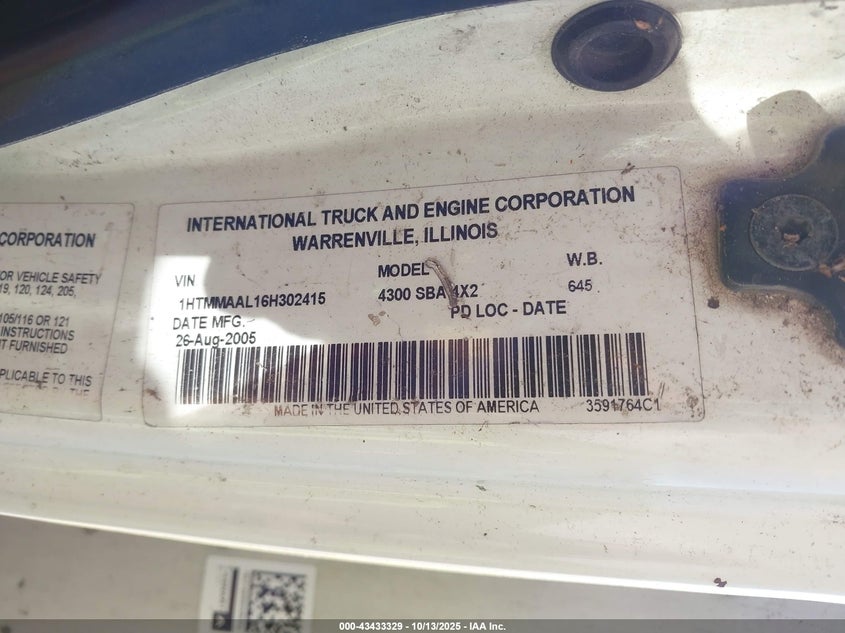 CORPORATION
OR VEHICLE SAFETY
19, 120, 124, 205,
105/116 OR 121
INSTRUCTIONS
T FURNISHED
PLICABLE TO THIS
INTERNATIONAL TRUCK AND ENGINE CORPORATION
WARRENVILLE, ILLINOIS
VIN MODEL W.B.
1HTMMAAL16H302415 4300 SBA 4X2 645
DATE MFG. PD LOC - DATE
26-Aug-2005
MADE IN THE UNITED STATES OF AMERICA 3591764C1
000-43433329 - 10/13/2025 - IAA Inc.